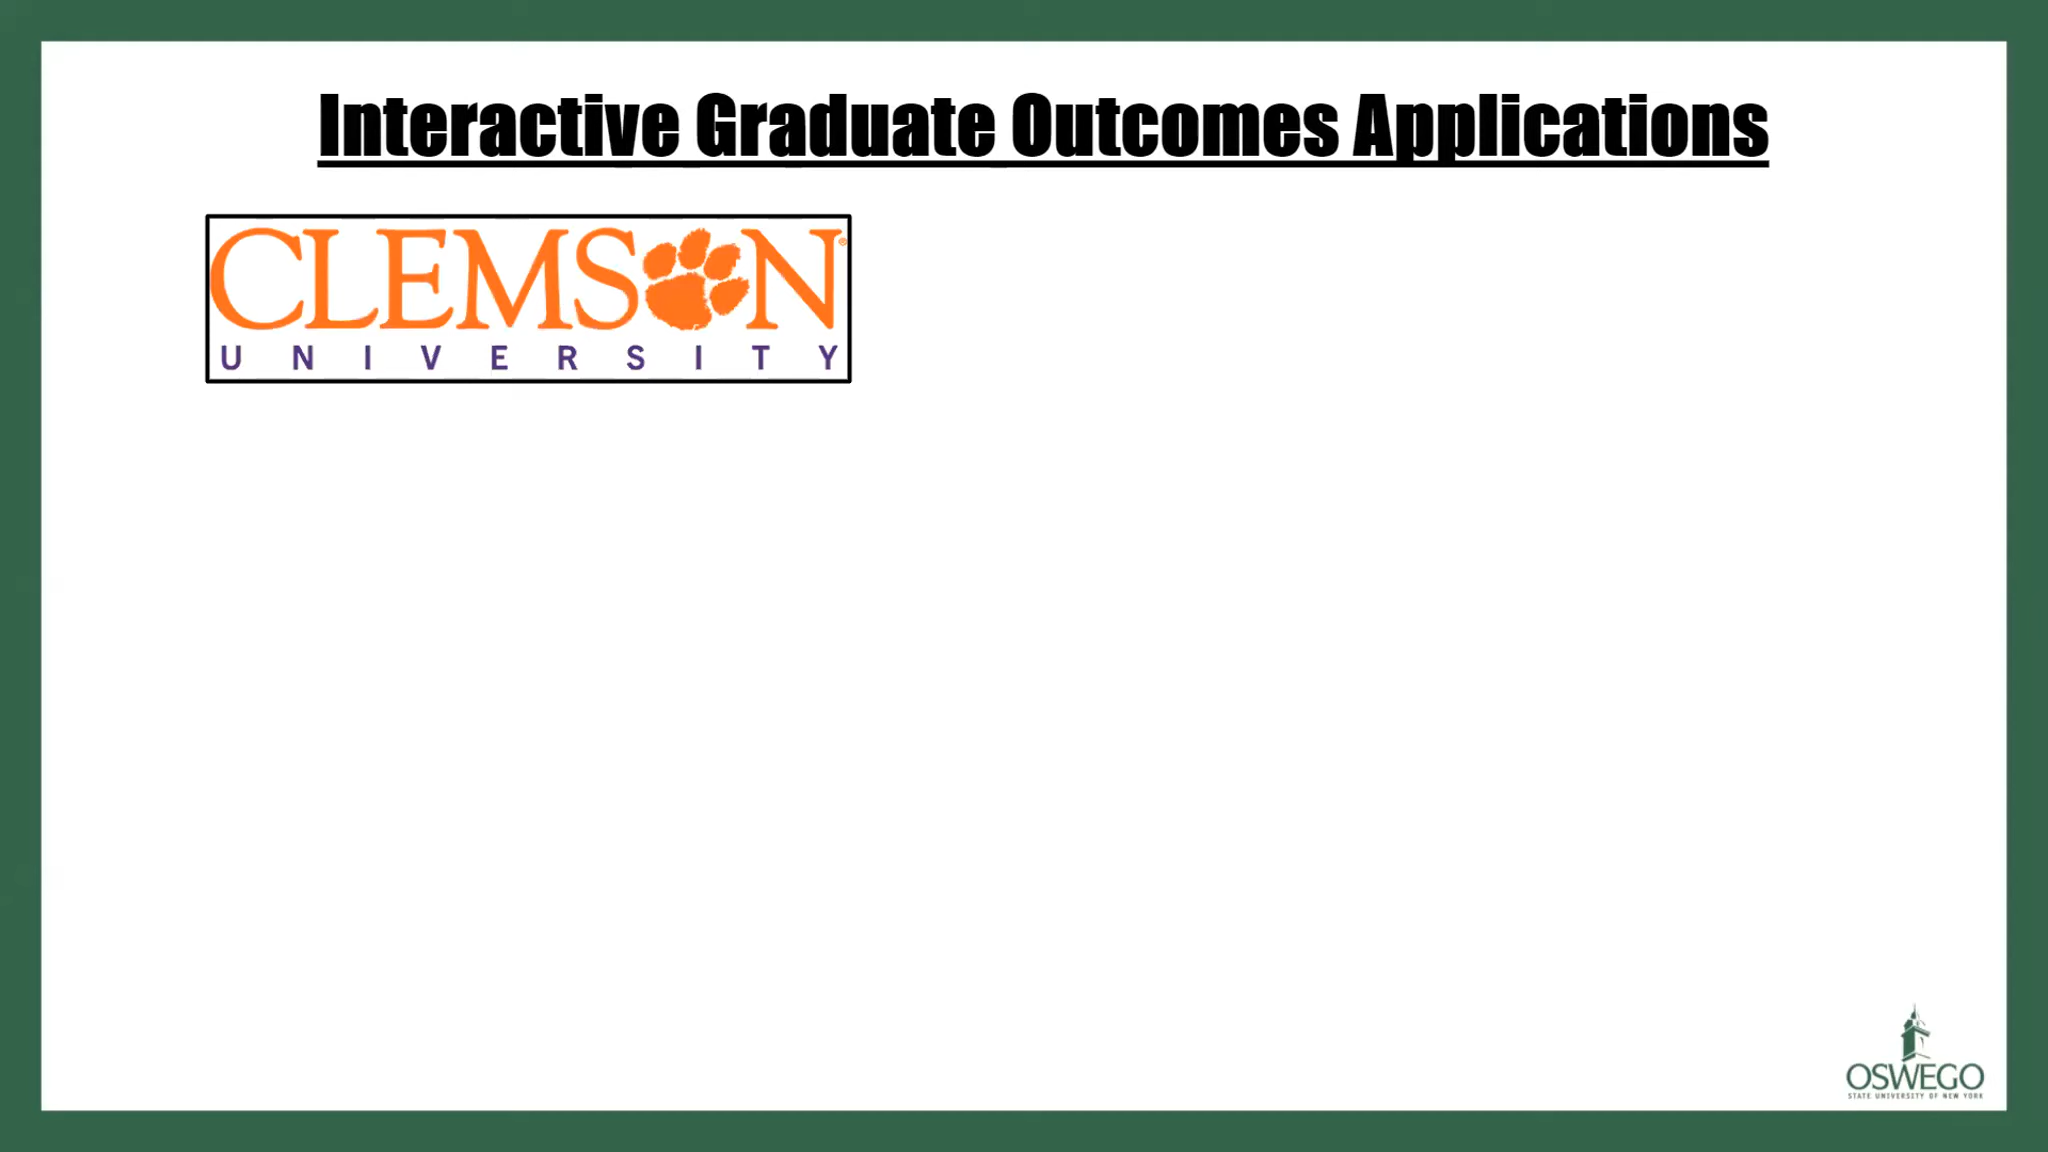 Interactive Graduate Outcomes Applications
CLEMSON
UNIVERSITY
OSWEGO
STATE UNIVERSITY OF NEW YORK